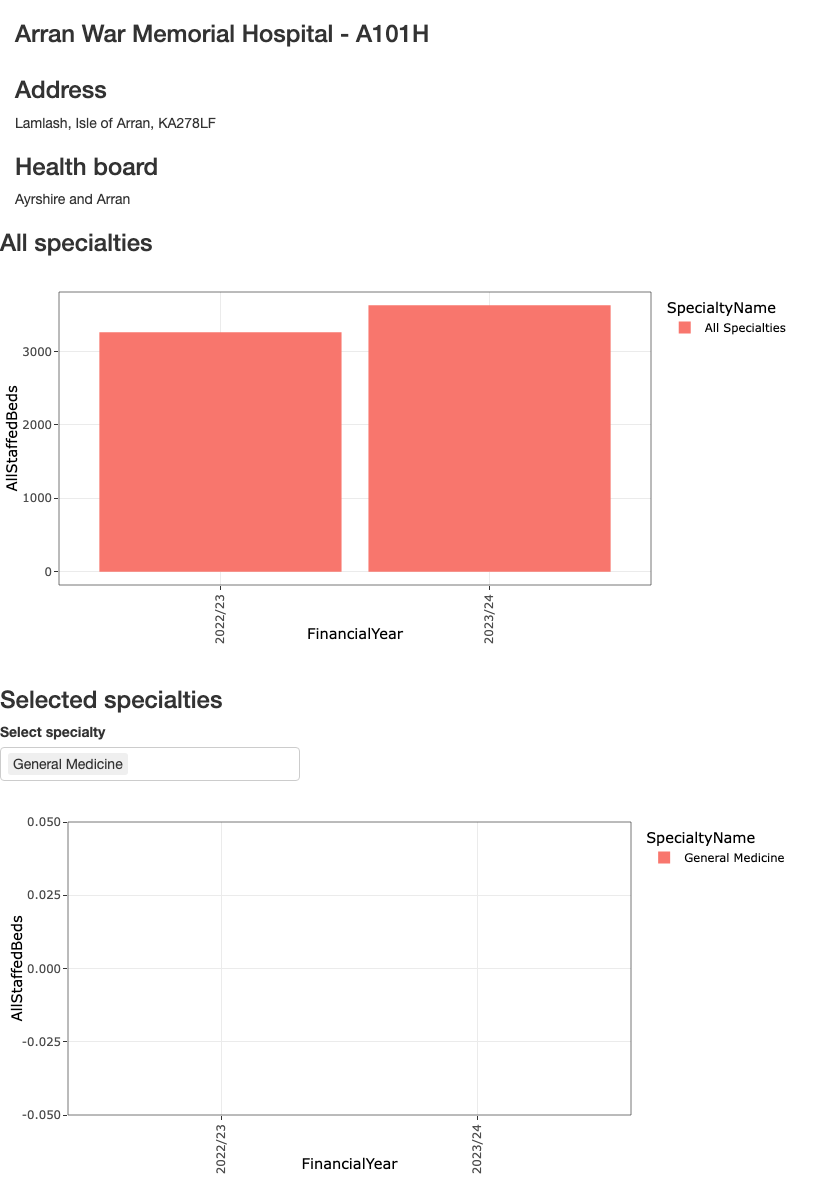 Arran War Memorial Hospital - A101H
Address
Lamlash, Isle of Arran, KA278LF
Health board
Ayrshire and Arran
All specialties
SpecialtyName
All Specialties
3000
2000
1000
0
AllStaffedBeds
2022/23
2023/24
FinancialYear
Selected specialties
Select specialty
General Medicine
SpecialtyName
General Medicine
0.050
0.025
0.000
-0.025
-0.050
AllStaffedBeds
2022/23
2023/24
FinancialYear